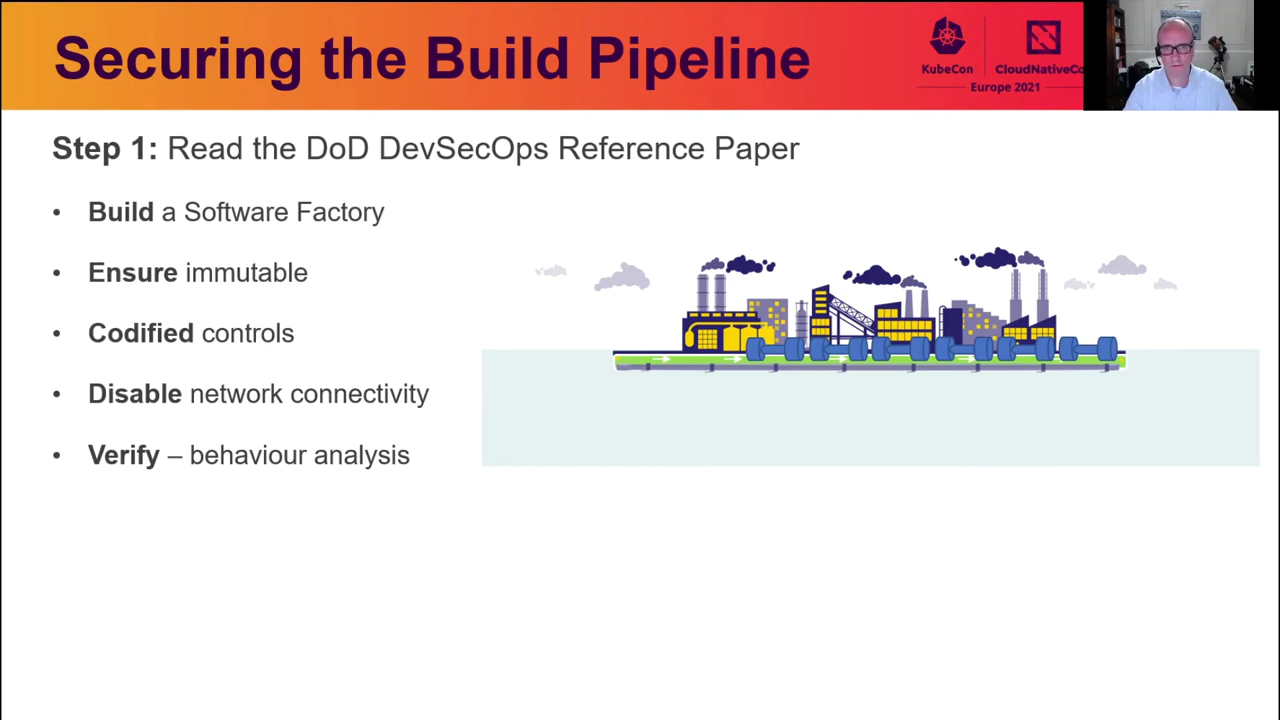 Securing the Build Pipeline
KubeCon
CloudNativeCo
Europe 2021
Step 1: Read the DoD DevSecOps Reference Paper
• Build a Software Factory
• Ensure immutable
• Codified controls
• Disable network connectivity
• Verify – behaviour analysis